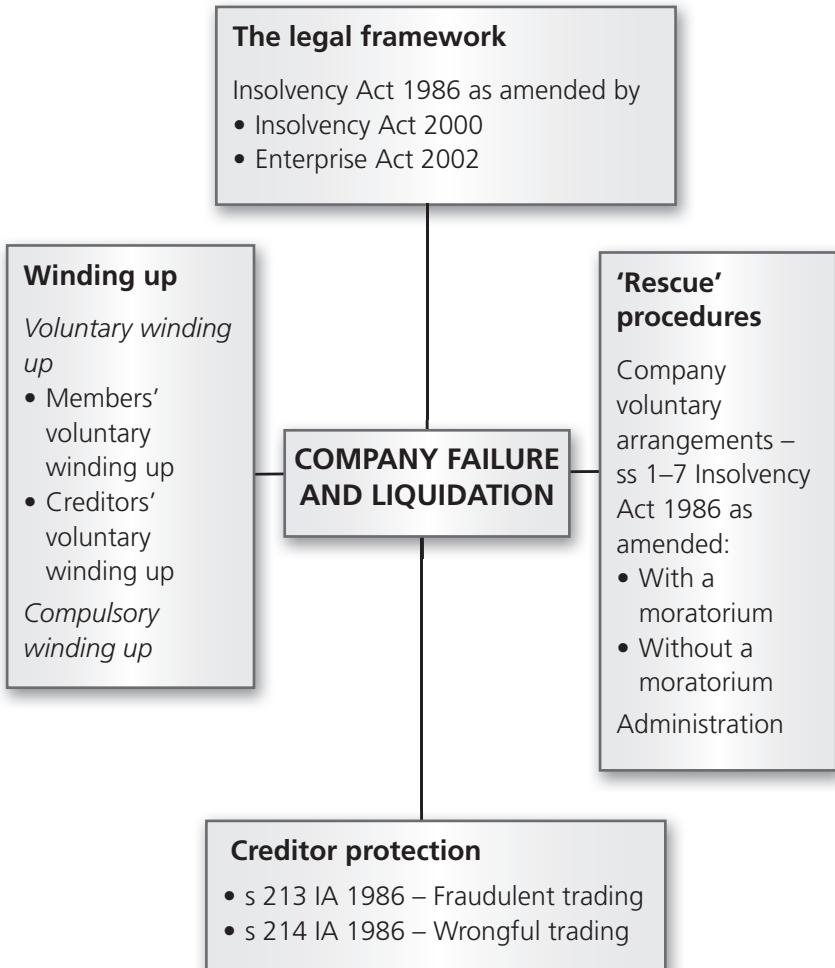 The legal framework
Insolvency Act 1986 as amended by
• Insolvency Act 2000
• Enterprise Act 2002
Winding up
Voluntary winding
up
• Members’
voluntary
winding up
• Creditors’
voluntary
winding up
Compulsory
winding up
COMPANY FAILURE
AND LIQUIDATION
‘Rescue’
procedures
Company
voluntary
arrangements –
ss 1–7 Insolvency
Act 1986 as
amended:
• With a
moratorium
• Without a
moratorium
Administration
Creditor protection
• s 213 IA 1986 – Fraudulent trading
• s 214 IA 1986 – Wrongful trading